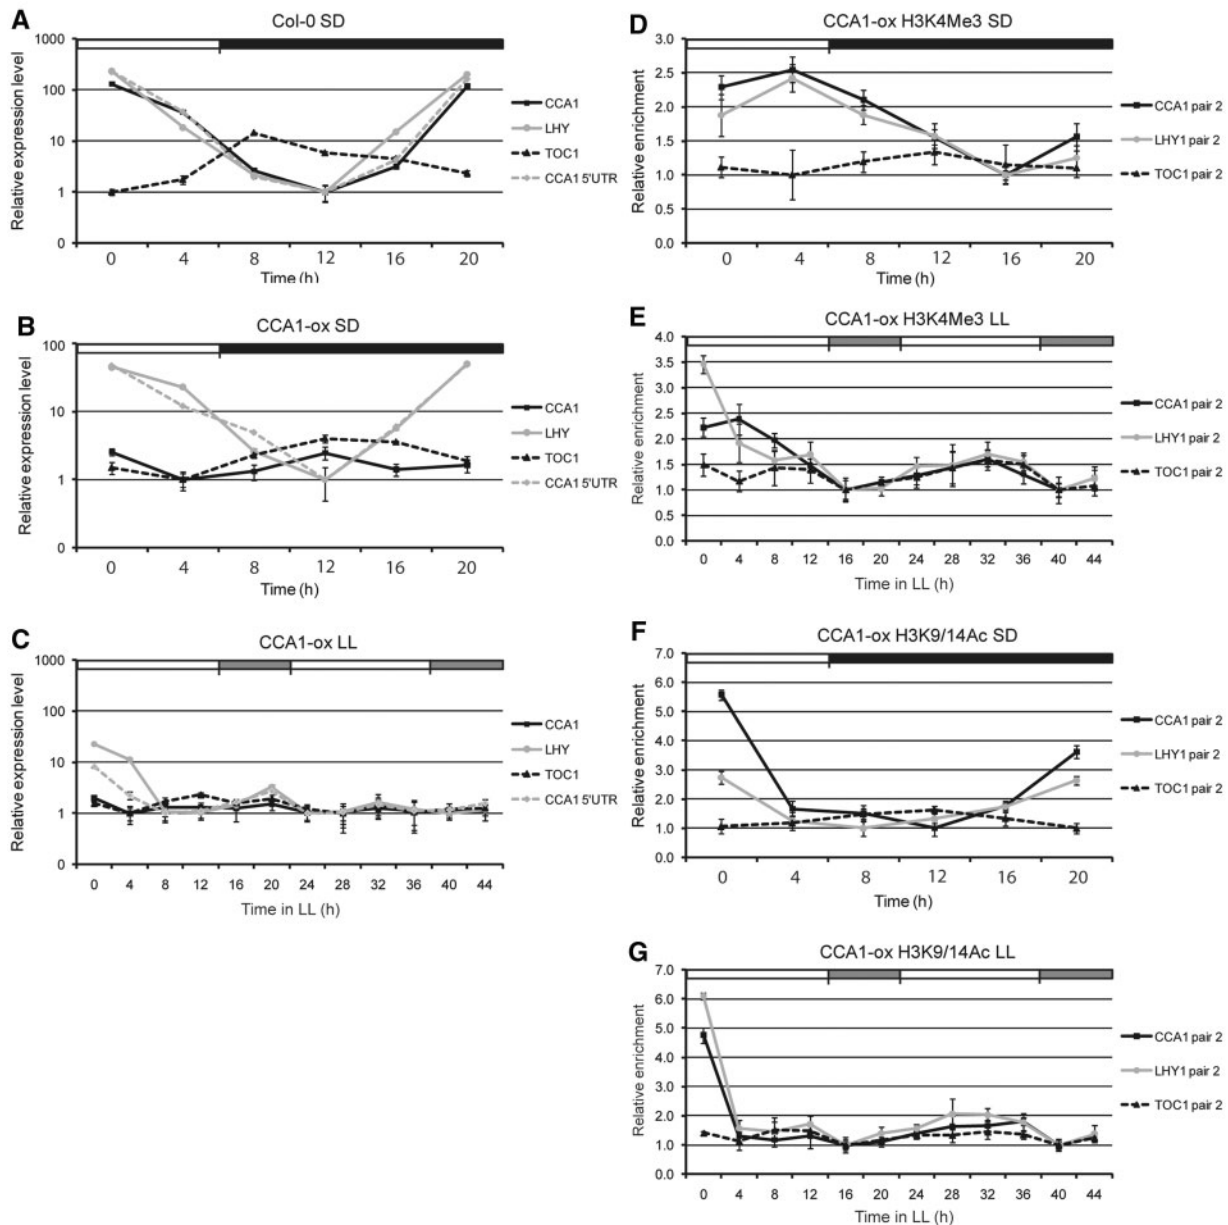 A
Col-0 SD
Relative expression level
1000
100
10
1
0
0 4 8 12 16 20
Time (h)
CCA1
LHY
TOC1
CCA1 5'UTR
B
CCA1-ox SD
Relative expression level
100
10
1
0
0 4 8 12 16 20
Time (h)
CCA1
LHY
TOC1
CCA1 5'UTR
C
CCA1-ox LL
Relative expression level
1000
100
10
1
0
0 4 8 12 16 20 24 28 32 36 40 44
Time in LL (h)
CCA1
LHY
TOC1
CCA1 5'UTR
D
CCA1-ox H3K4Me3 SD
Relative enrichment
3.0
2.5
2.0
1.5
1.0
0.5
0.0
0 4 8 12 16 20
Time (h)
CCA1 pair 2
LHY1 pair 2
TOC1 pair 2
E
CCA1-ox H3K4Me3 LL
Relative enrichment
4.0
3.5
3.0
2.5
2.0
1.5
1.0
0.5
0.0
0 4 8 12 16 20 24 28 32 36 40 44
Time in LL (h)
CCA1 pair 2
LHY1 pair 2
TOC1 pair 2
F
CCA1-ox H3K9/14Ac SD
Relative enrichment
7.0
6.0
5.0
4.0
3.0
2.0
1.0
0.0
0 4 8 12 16 20
Time (h)
CCA1 pair 2
LHY1 pair 2
TOC1 pair 2
G
CCA1-ox H3K9/14Ac LL
Relative enrichment
7.0
6.0
5.0
4.0
3.0
2.0
1.0
0.0
0 4 8 12 16 20 24 28 32 36 40 44
Time in LL (h)
CCA1 pair 2
LHY1 pair 2
TOC1 pair 2